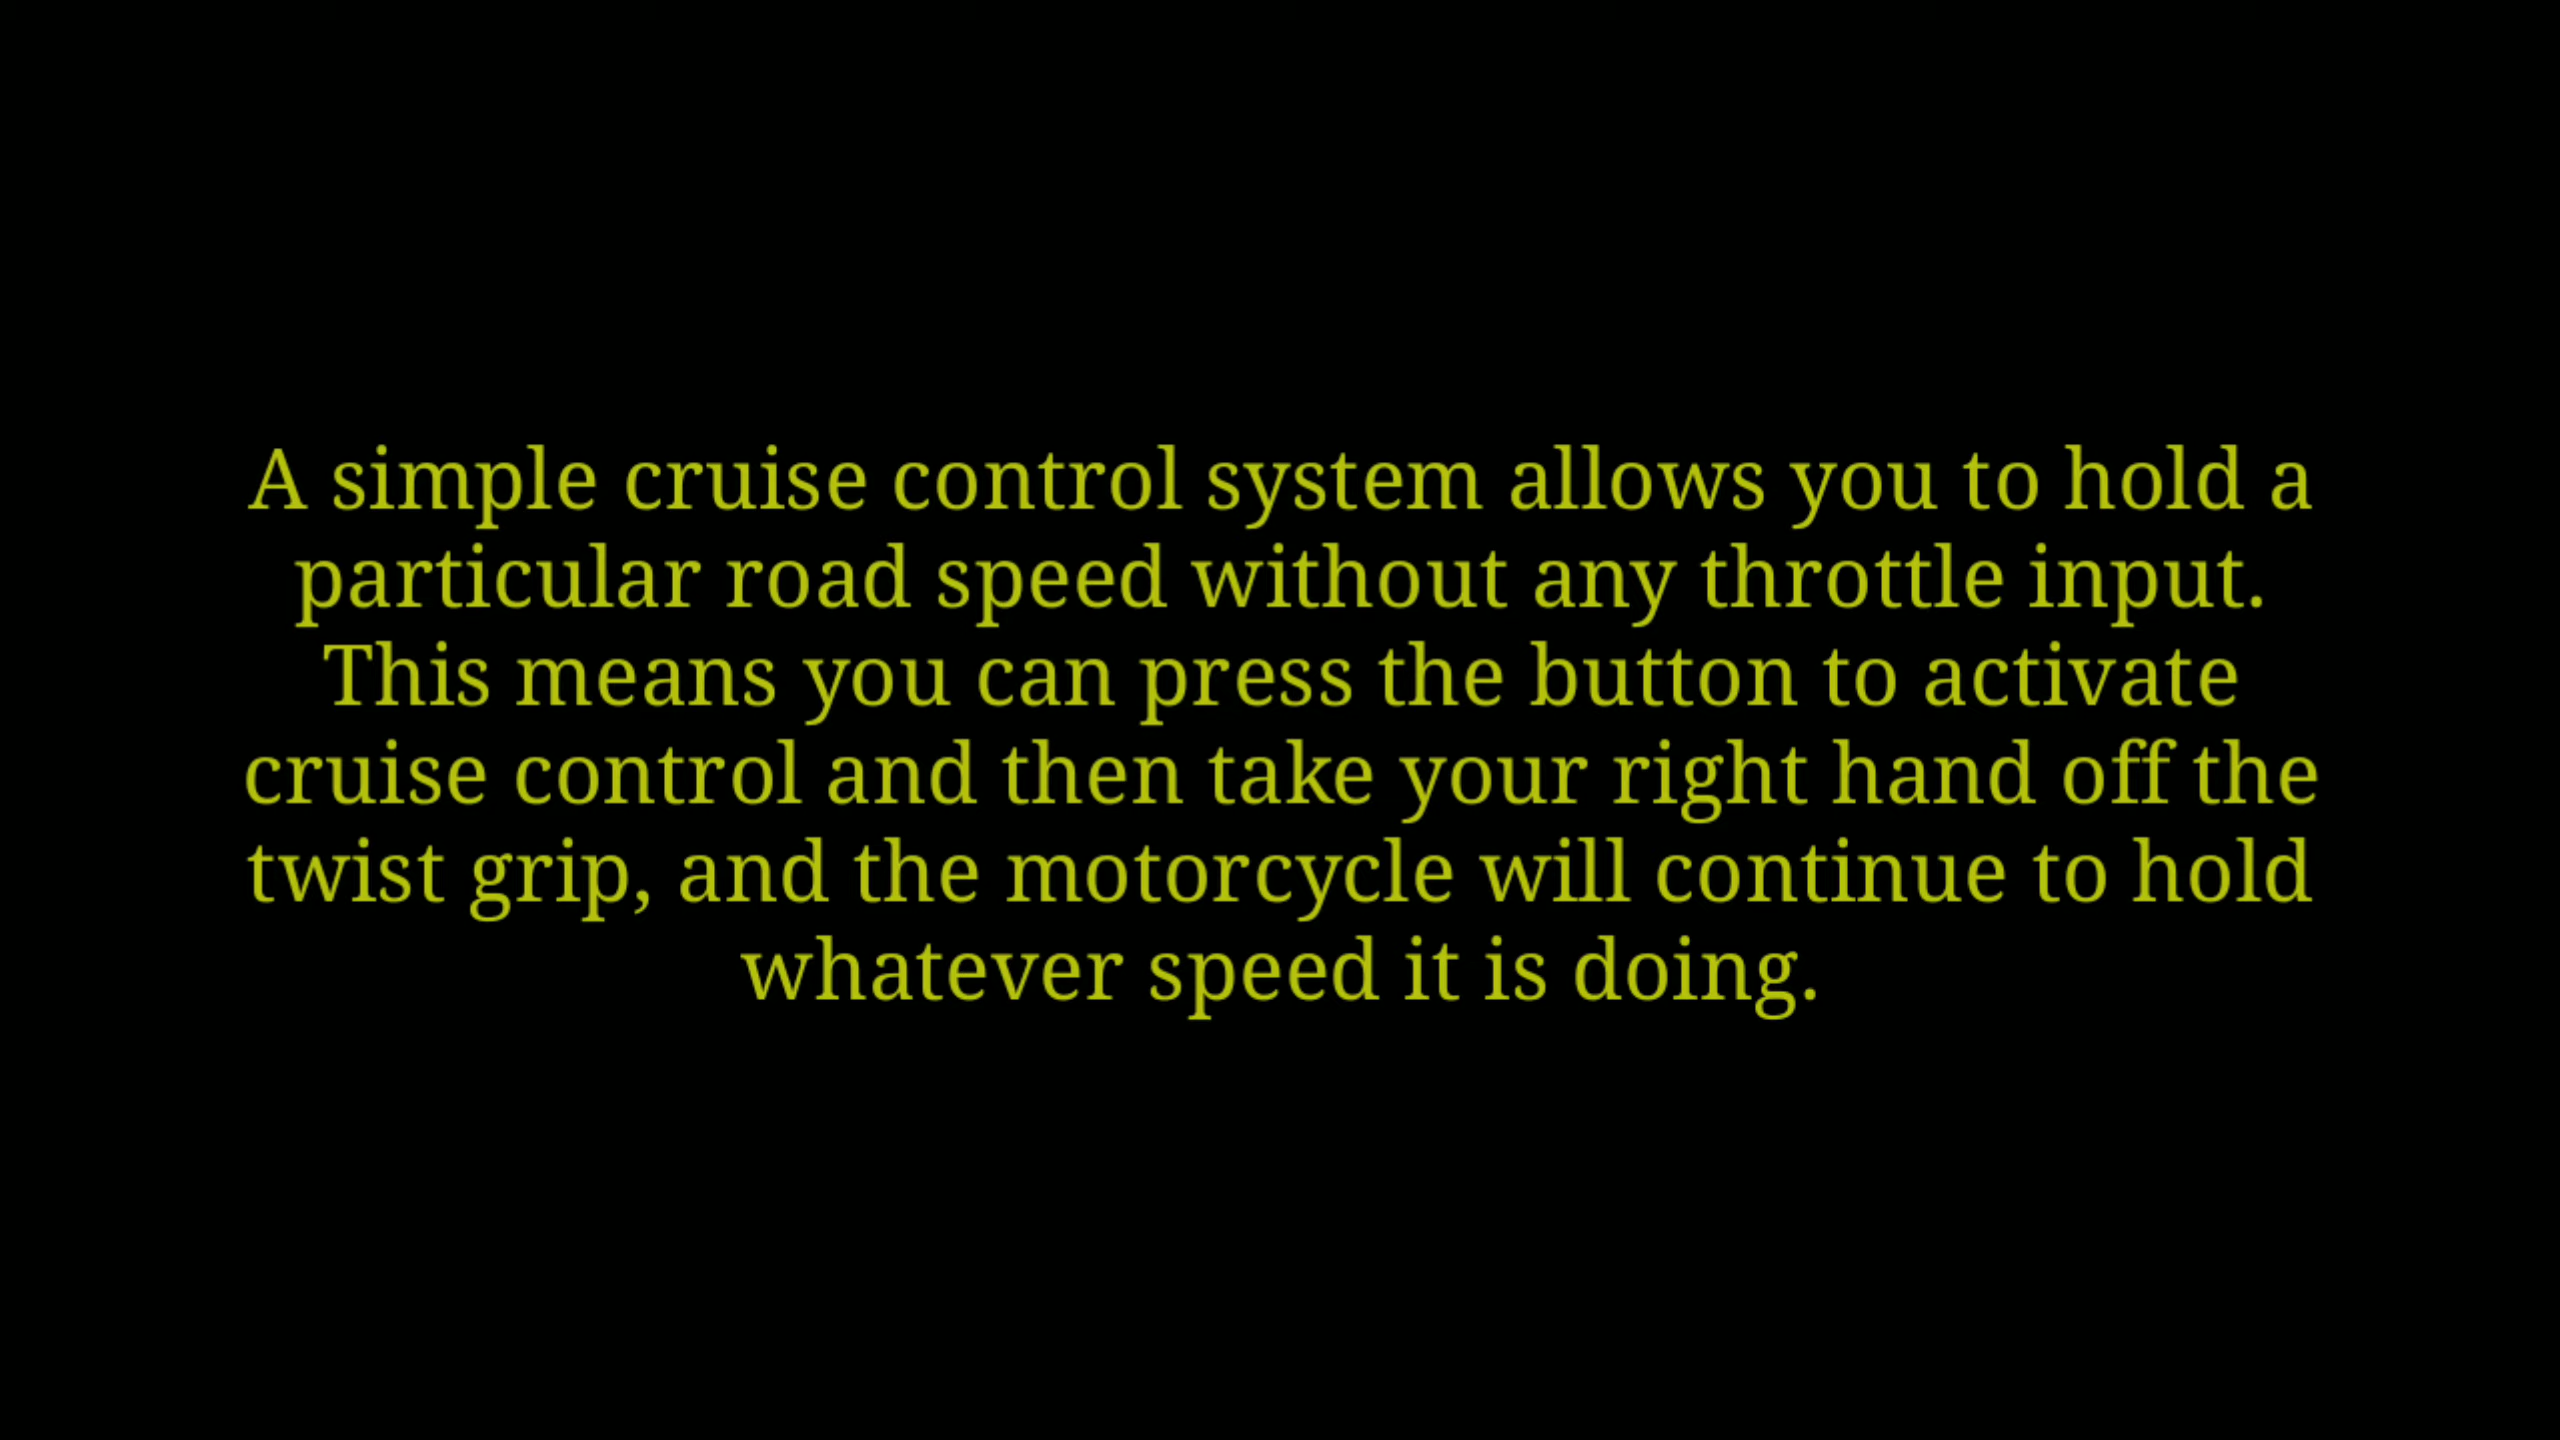 A simple cruise control system allows you to hold a
particular road speed without any throttle input.
This means you can press the button to activate
cruise control and then take your right hand off the
twist grip, and the motorcycle will continue to hold
whatever speed it is doing.